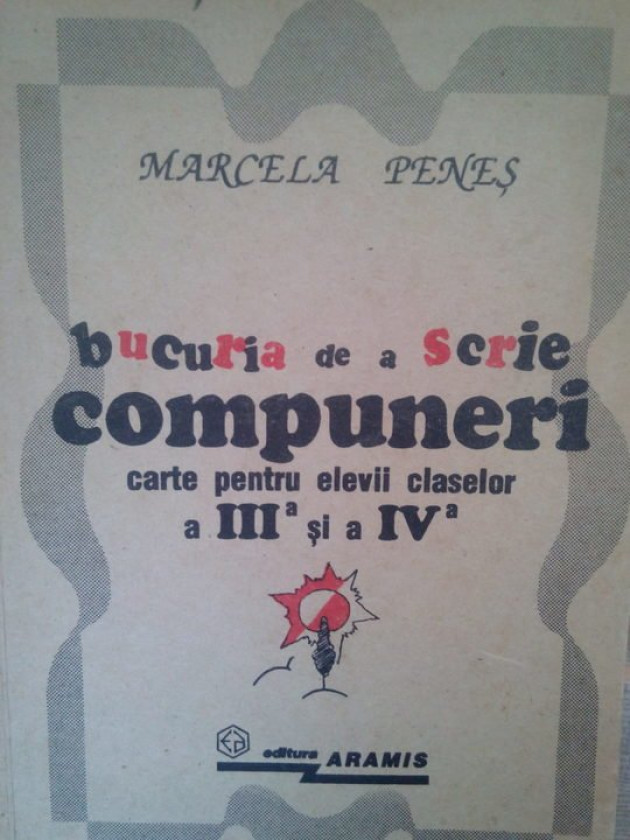 MARCELA PENEȘ
bucuria de a scrie
compuneri
carte pentru elevii claselor
a IIIª și a IVª
editura ARAMIS